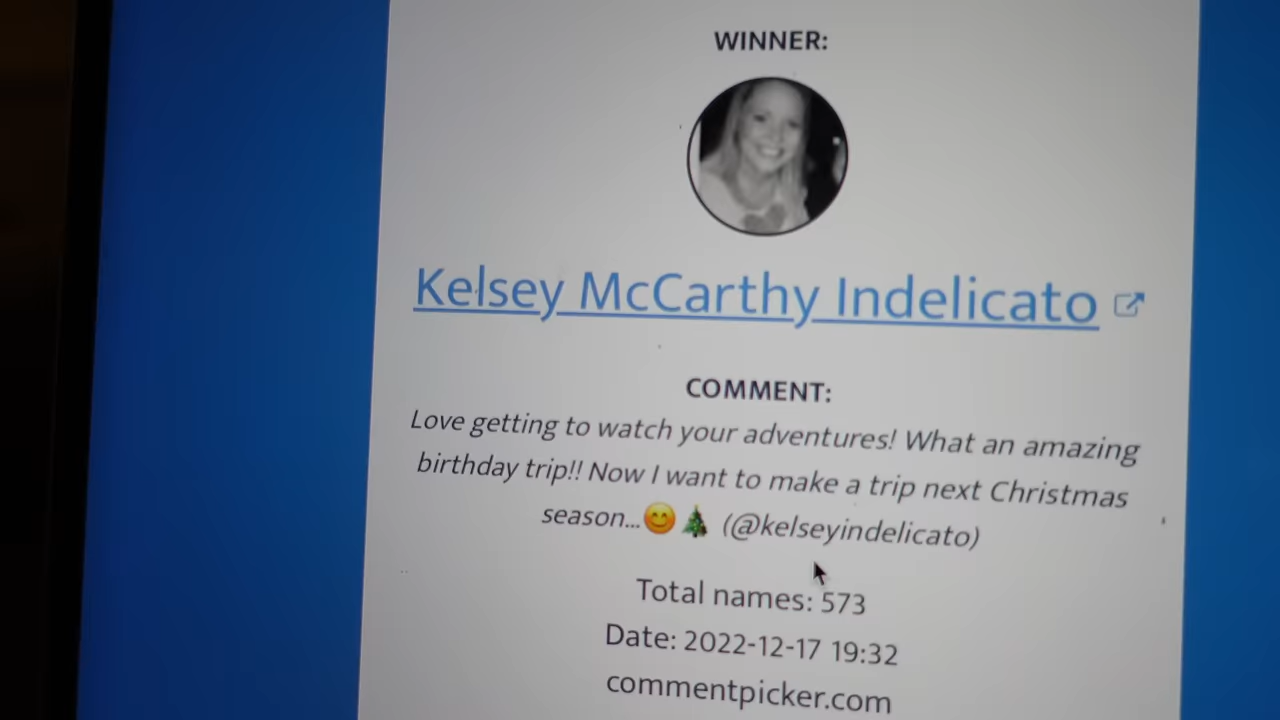 WINNER:
Kelsey McCarthy Indelicato
COMMENT:
Love getting to watch your adventures! What an amazing
birthday trip!! Now I want to make a trip next Christmas
season...😊🎄 (@kelseyindelicato)
Total names: 573
Date: 2022-12-17 19:32
commentpicker.com